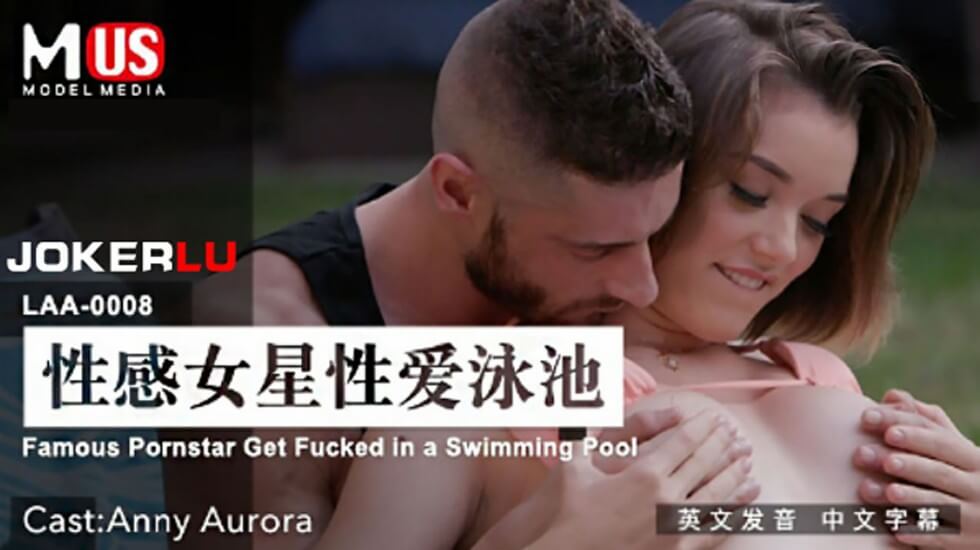 MUS
MODEL MEDIA
JOKERLU
LAA-0008
性感女星性爱泳池
Famous Pornstar Get Fucked in a Swimming Pool
Cast:Anny Aurora
英文发音 中文字幕